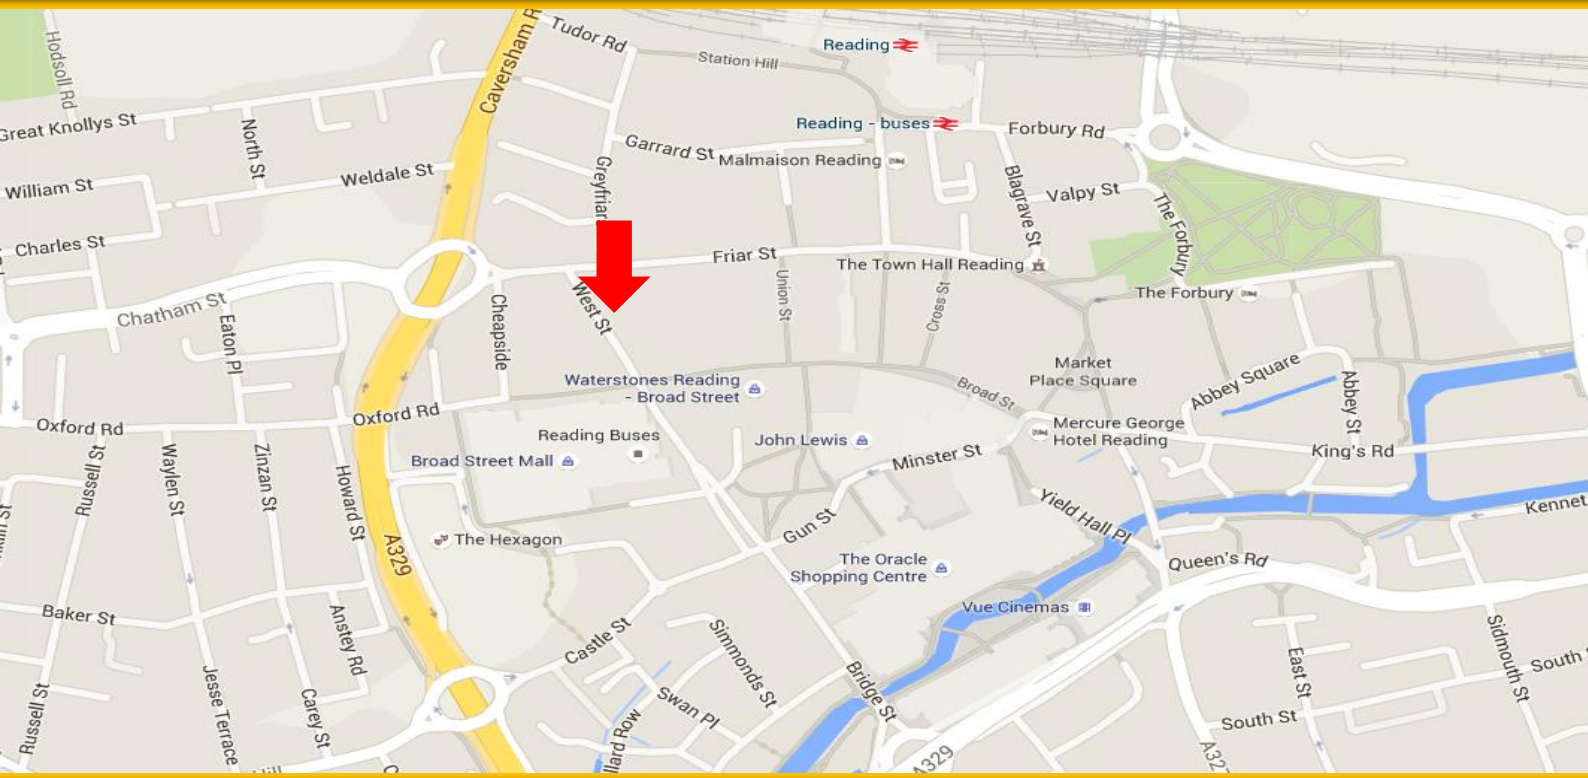 Hodsoll Rd
Tudor Rd
Station Hill
Reading
Caversham R
Great Knollys St
North St
Reading - buses
Forbury Rd
Garrard St
Malmaison Reading
Weldale St
William St
Greyfriar
Blagrave St
Valpy St
The Forbury
Charles St
Friar St
The Town Hall Reading
Union St
Cross St
The Forbury
Chatham St
Eaton Pl
Cheapside
West St
Market
Place Square
Abbey Square
Abbey St
Waterstones Reading
- Broad Street
Broad St
Oxford Rd
Oxford Rd
Mercure George
Hotel Reading
Reading Buses
John Lewis
Broad Street Mall
Minster St
King's Rd
Russell St
Waylen St
Zinzan St
Howard St
Yield Hall Pl
Kennet
Gun St
The Hexagon
A329
The Oracle
Shopping Centre
Queen's Rd
Vue Cinemas
Baker St
Anstey Rd
Castle St
Simmonds St
Sidmouth St
East St
South
Jesse Terrace
Carey St
Russell St
Swan Pl
Bridge St
South St
llard Row
A329
A32